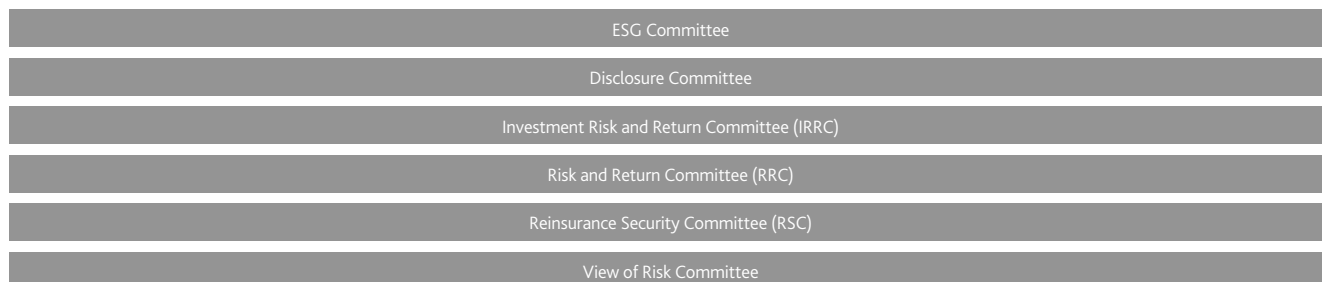 ESG Committee
Disclosure Committee
Investment Risk and Return Committee (IRRC)
Risk and Return Committee (RRC)
Reinsurance Security Committee (RSC)
View of Risk Committee